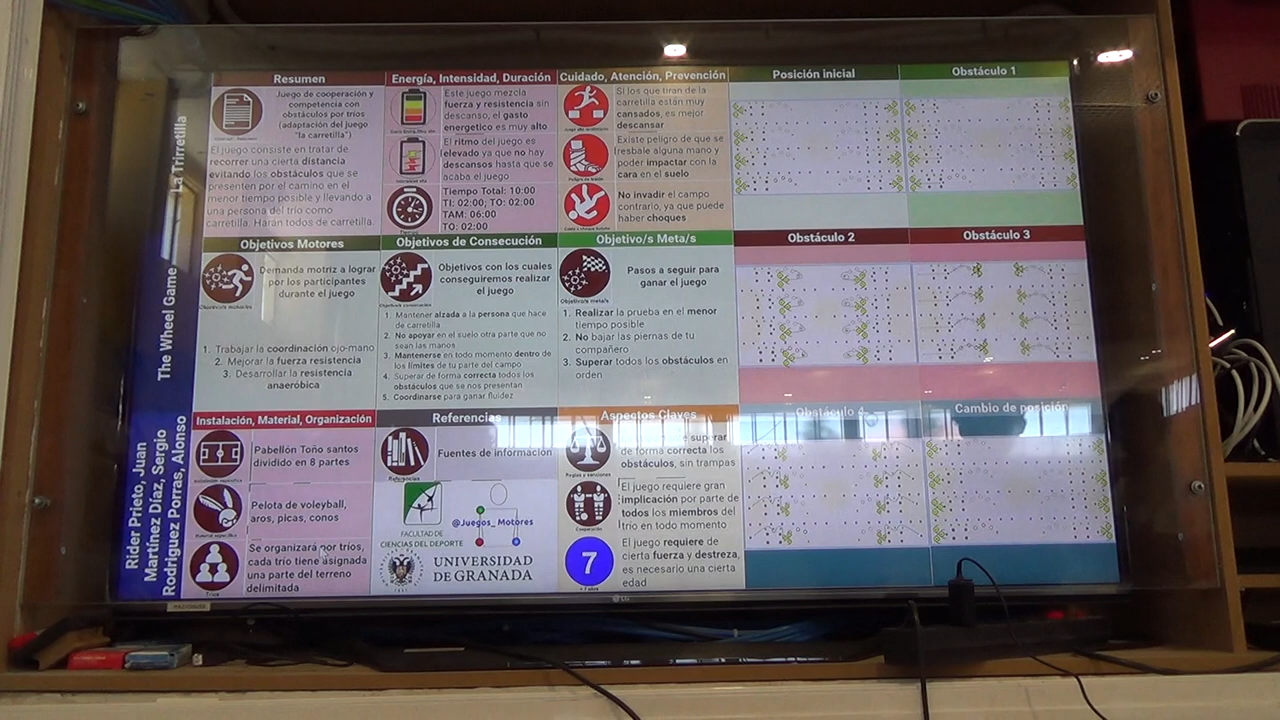 La Trirretilla
The Wheel Game
Rider Prieto, Juan
Martínez Díaz, Sergio
Rodríguez Porras, Alonso
Resumen
Juego de cooperación y
competencia con
obstáculos por tríos
(adaptación del juego
"la carretilla")
El juego consiste en tratar de
recorrer una cierta distancia
evitando los obstáculos que se
presenten por el camino en el
menor tiempo posible y llevando a
una persona del trío como
carretilla. Harán todos de carretilla.
Energía, Intensidad, Duración
Este juego mezcla
fuerza y resistencia sin
descanso, el gasto
energetico es muy alto
El ritmo del juego es
elevado ya que no hay
descansos hasta que se
acaba el juego
Tiempo Total: 10:00
TI: 02:00, TO: 02:00
TAM: 06:00
TO: 02:00
Tiempo
Cuidado, Atención, Prevención
Si los que tiran de la
carretilla están muy
cansados, es mejor
descansar
Existe peligro de que se
resbale alguna mano y
poder impactar con la
cara en el suelo
No invadir el campo
contrario, ya que puede
haber choques
Posición inicial
Obstáculo 1
Objetivos Motores
Demanda motriz a lograr
por los participantes
durante el juego
1. Trabajar la coordinación ojo-mano
2. Mejorar la fuerza resistencia
3. Desarrollar la resistencia
anaeróbica
Objetivos de Consecución
Objetivos con los cuales
conseguiremos realizar
el juego
1. Mantener alzada a la persona que hace
de carretilla
2. No apoyar en el suelo otra parte que no
sean las manos
3. Mantenerse en todo momento dentro de
los límites de tu parte del campo
4. Superar de forma correcta todos los
obstáculos que se nos presentan
5. Coordinarse para ganar fluidez
Objetivo/s Meta/s
Pasos a seguir para
ganar el juego
Objetivo/s meta/s
1. Realizar la prueba en el menor
tiempo posible
2. No bajar las piernas de tu
compañero
3. Superar todos los obstáculos en
orden
Obstáculo 2
Obstáculo 3
Instalación, Material, Organización
Pabellón Toño santos
dividido en 8 partes
Pelota de voleyball,
aros, picas, conos
Se organizará por tríos,
cada trío tiene asignada
una parte del terreno
delimitada
Tríos
Referencias
Fuentes de información
Referencias
@Juegos_Motores
FACULTAD DE
CIENCIAS DEL DEPORTE
UNIVERSIDAD
DE GRANADA
Aspectos Claves
e superar
de forma correcta los
obstáculos, sin trampas
Reglas y sanciones
El juego requiere gran
implicación por parte de
todos los miembros del
trio en todo momento
Cooperación
7
El juego requiere de
cierta fuerza y destreza,
es necesario una cierta
edad
Obstáculo 4
Cambio de posición
LG